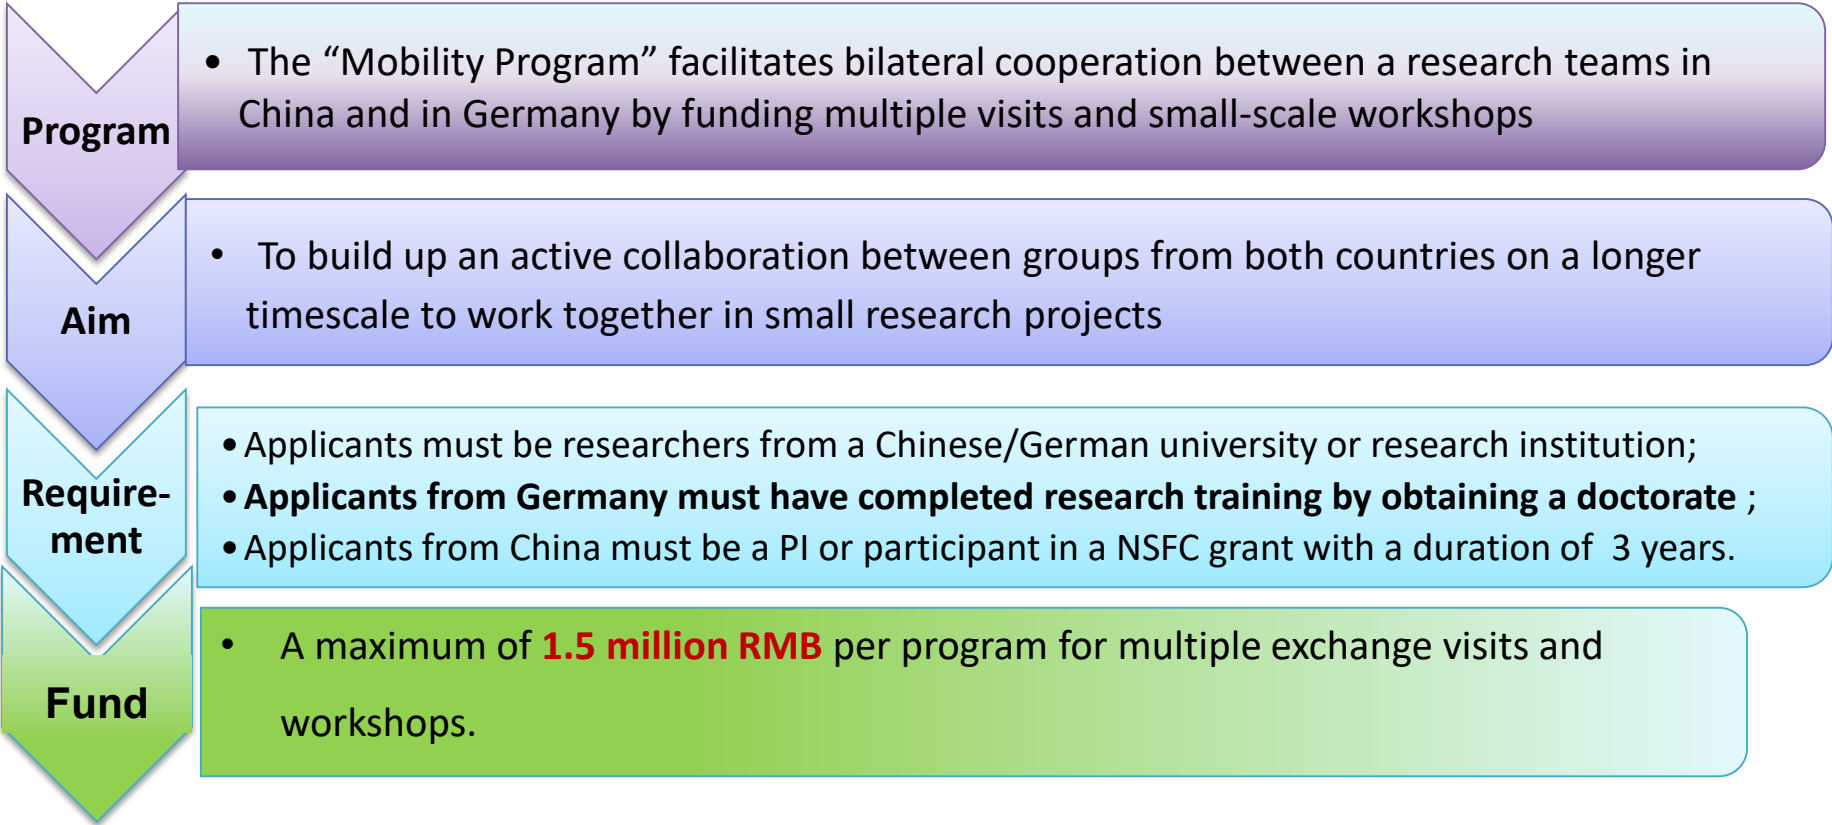 Program
• The “Mobility Program” facilitates bilateral cooperation between a research teams in
China and in Germany by funding multiple visits and small-scale workshops
Aim
• To build up an active collaboration between groups from both countries on a longer
timescale to work together in small research projects
Require-
ment
• Applicants must be researchers from a Chinese/German university or research institution;
• Applicants from Germany must have completed research training by obtaining a doctorate ;
• Applicants from China must be a PI or participant in a NSFC grant with a duration of 3 years.
Fund
• A maximum of 1.5 million RMB per program for multiple exchange visits and
workshops.